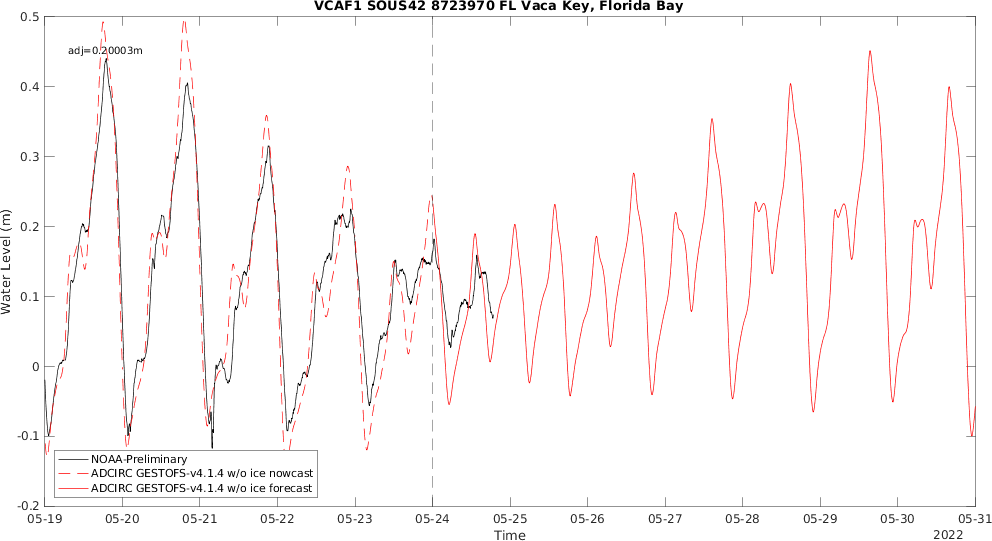 VCAF1 SOUS42 8723970 FL Vaca Key, Florida Bay
adj=0.20003m
Water Level (m)
0.5
0.4
0.3
0.2
0.1
0
-0.1
-0.2
NOAA-Preliminary
ADCIRC GESTOFS-v4.1.4 w/o ice nowcast
ADCIRC GESTOFS-v4.1.4 w/o ice forecast
05-19 05-20 05-21 05-22 05-23 05-24 05-25 05-26 05-27 05-28 05-29 05-30 05-31
Time
2022